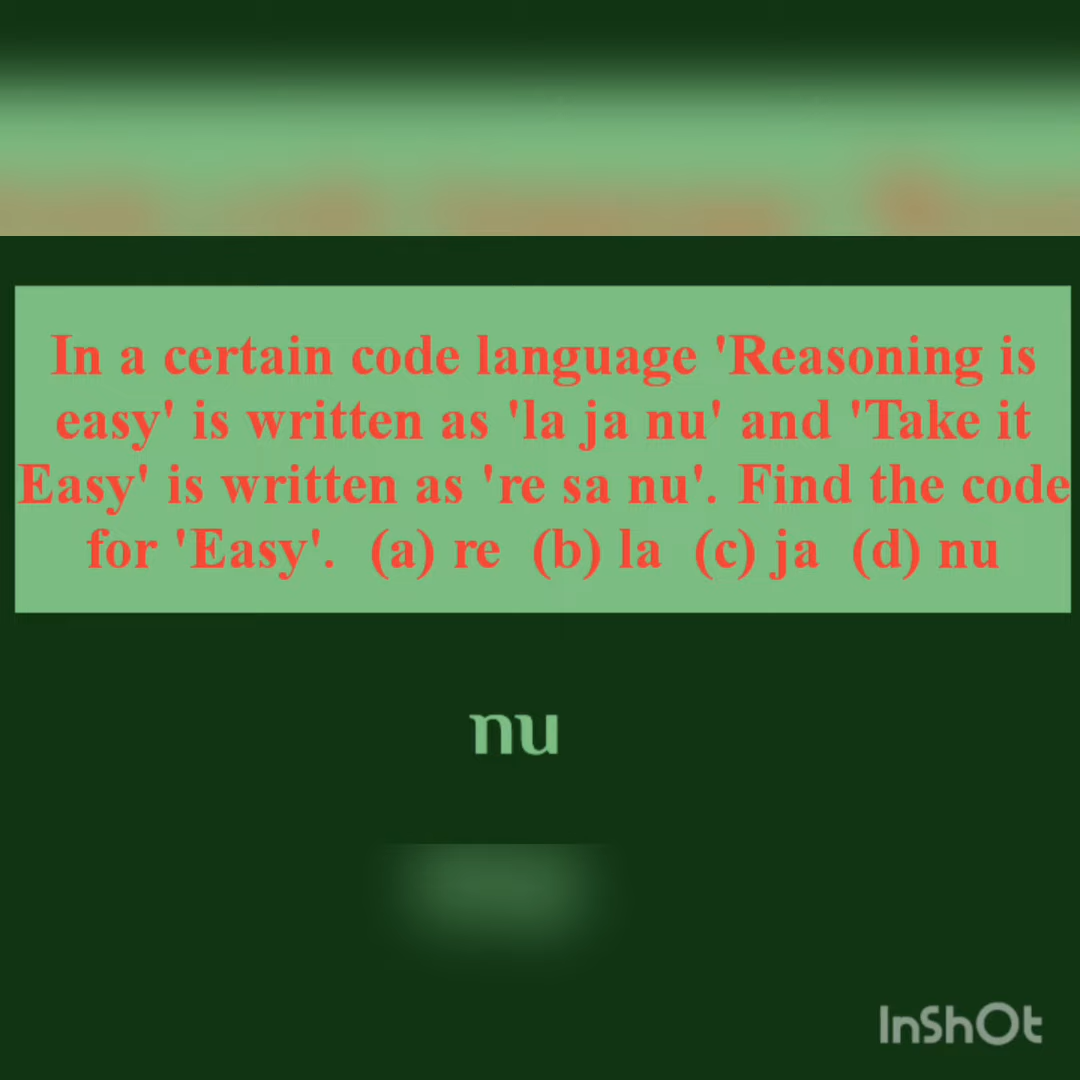 In a certain code language 'Reasoning is
easy' is written as 'la ja nu' and 'Take it
Easy' is written as 're sa nu'. Find the code
for 'Easy'.  (a) re  (b) la  (c) ja  (d) nu
nu
InShOt